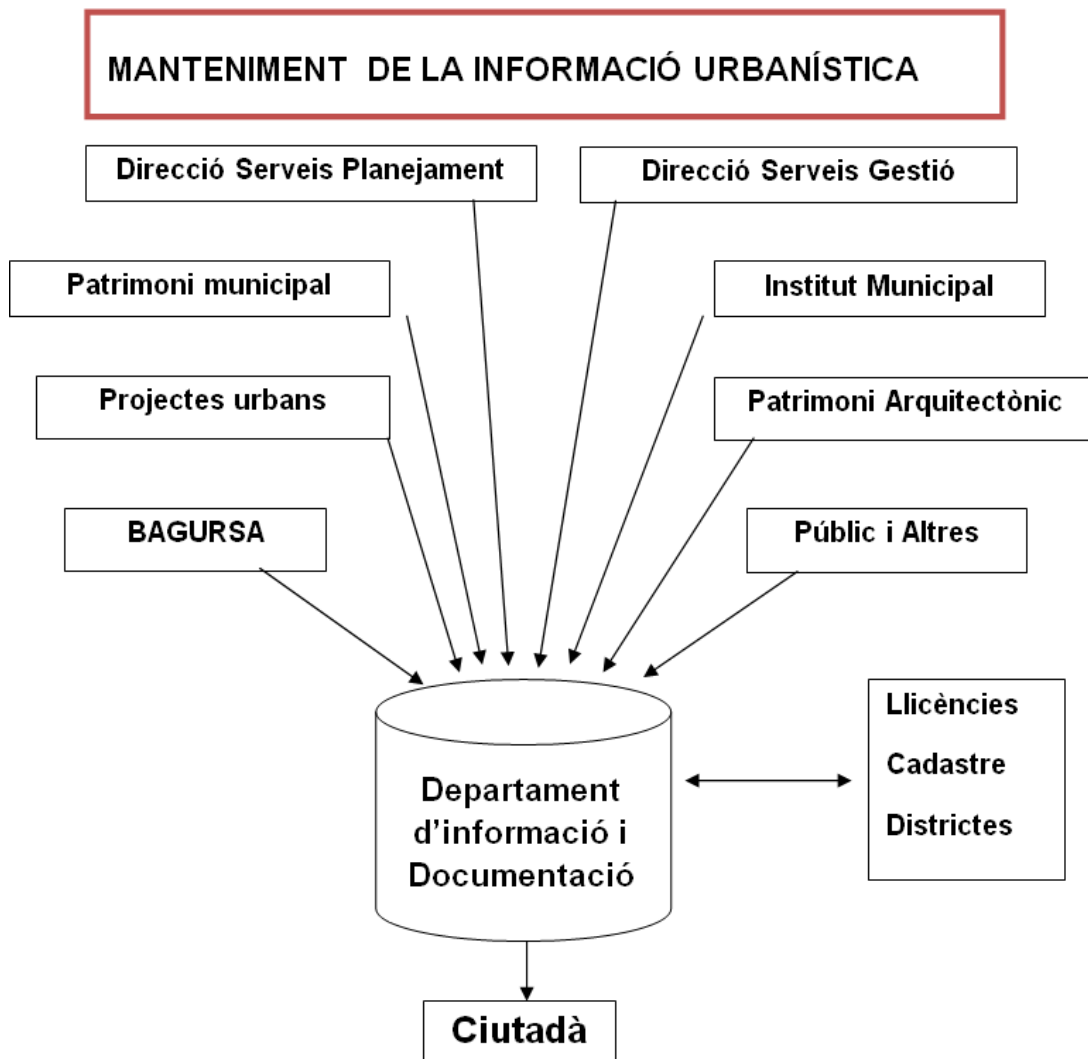 MANTENIMENT DE LA INFORMACIÓ URBANÍSTICA
Direcció Serveis Planejament
Direcció Serveis Gestió
Patrimoni municipal
Institut Municipal
Projectes urbans
Patrimoni Arquitectònic
BAGURSA
Públic i Altres
Llicències
Cadastre
Districtes
Departament
d’informació i
Documentació
Ciutadà